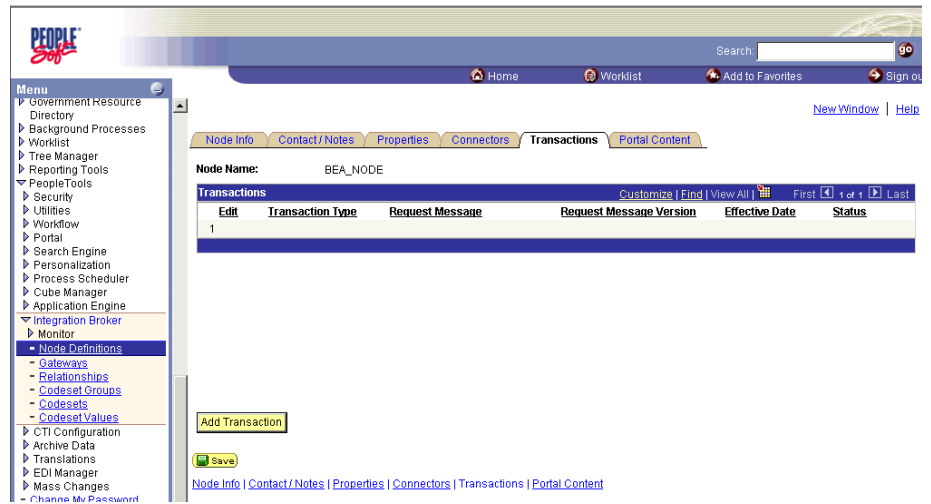 PEOPLE
Soft
Search:
go
Home Worklist Add to Favorites Sign ou
Menu
Government Resource
Directory
Background Processes
Worklist
Tree Manager
Reporting Tools
PeopleTools
Security
Utilities
Workflow
Portal
Search Engine
Personalization
Process Scheduler
Cube Manager
Application Engine
Integration Broker
Monitor
Node Definitions
Gateways
Relationships
Codeset Groups
Codesets
Codeset Values
CTI Configuration
Archive Data
Translations
EDI Manager
Mass Changes
Change My Password
New Window | Help
Node Info Contact / Notes Properties Connectors Transactions Portal Content
Node Name: BEA_NODE
Transactions Customize | Find | View All | First 1 of 1 Last
Edit Transaction Type Request Message Request Message Version Effective Date Status
1
Add Transaction
Save
Node Info | Contact / Notes | Properties | Connectors | Transactions | Portal Content